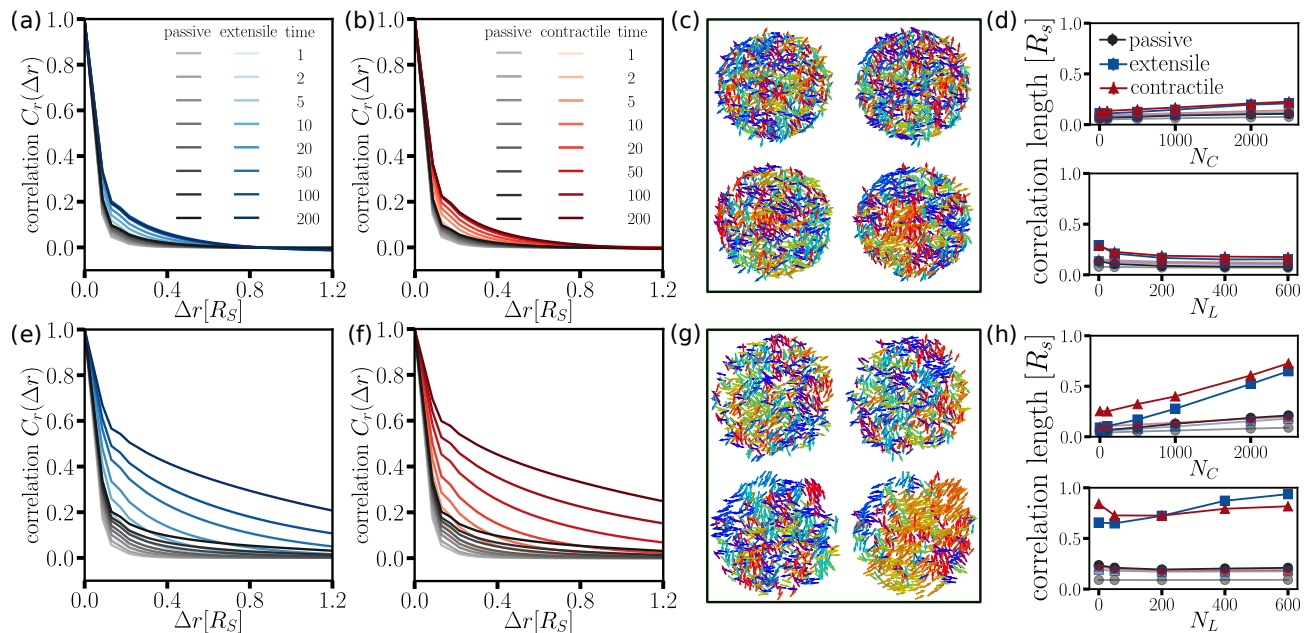 (a)
correlation C_r(Δr)
1.0
0.8
0.6
0.4
0.2
0.0
passive extensile time
1
2
5
10
20
50
100
200
0.0 0.4 0.8 1.2
Δr[R_S]
(b)
correlation C_r(Δr)
1.0
0.8
0.6
0.4
0.2
0.0
passive contractile time
1
2
5
10
20
50
100
200
0.0 0.4 0.8 1.2
Δr[R_S]
(c)
(d)
correlation length [R_s]
1.0
0.5
0.0
passive
extensile
contractile
0 1000 2000
N_C
1.0
0.5
0.0
0 200 400 600
N_L
(e)
correlation C_r(Δr)
1.0
0.8
0.6
0.4
0.2
0.0
0.0 0.4 0.8 1.2
Δr[R_S]
(f)
correlation C_r(Δr)
1.0
0.8
0.6
0.4
0.2
0.0
0.0 0.4 0.8 1.2
Δr[R_S]
(g)
(h)
correlation length [R_s]
1.0
0.5
0.0
0 1000 2000
N_C
1.0
0.5
0.0
0 200 400 600
N_L